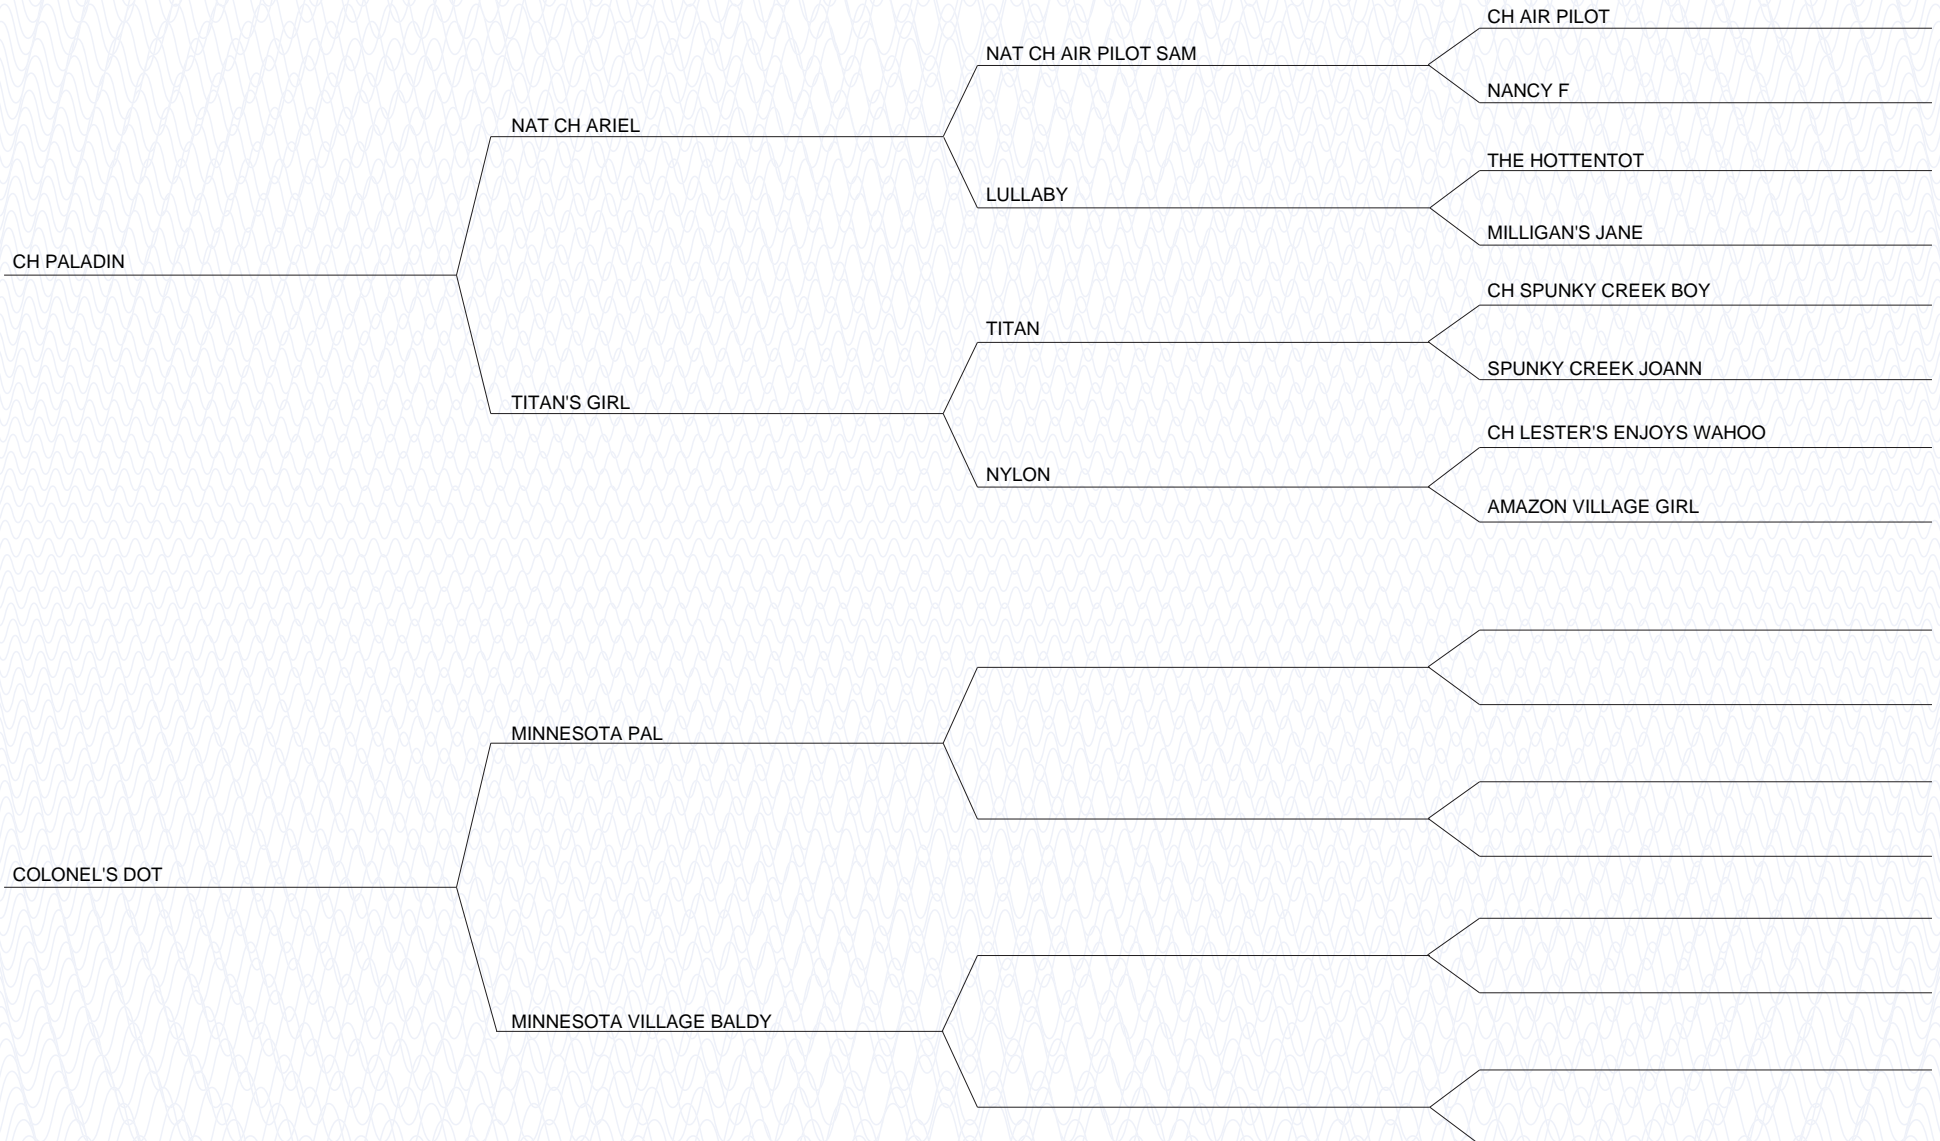 CH AIR PILOT
NAT CH AIR PILOT SAM
NANCY F
NAT CH ARIEL
THE HOTTENTOT
LULLABY
MILLIGAN'S JANE
CH PALADIN
CH SPUNKY CREEK BOY
TITAN
SPUNKY CREEK JOANN
TITAN'S GIRL
CH LESTER'S ENJOYS WAHOO
NYLON
AMAZON VILLAGE GIRL
MINNESOTA PAL
COLONEL'S DOT
MINNESOTA VILLAGE BALDY